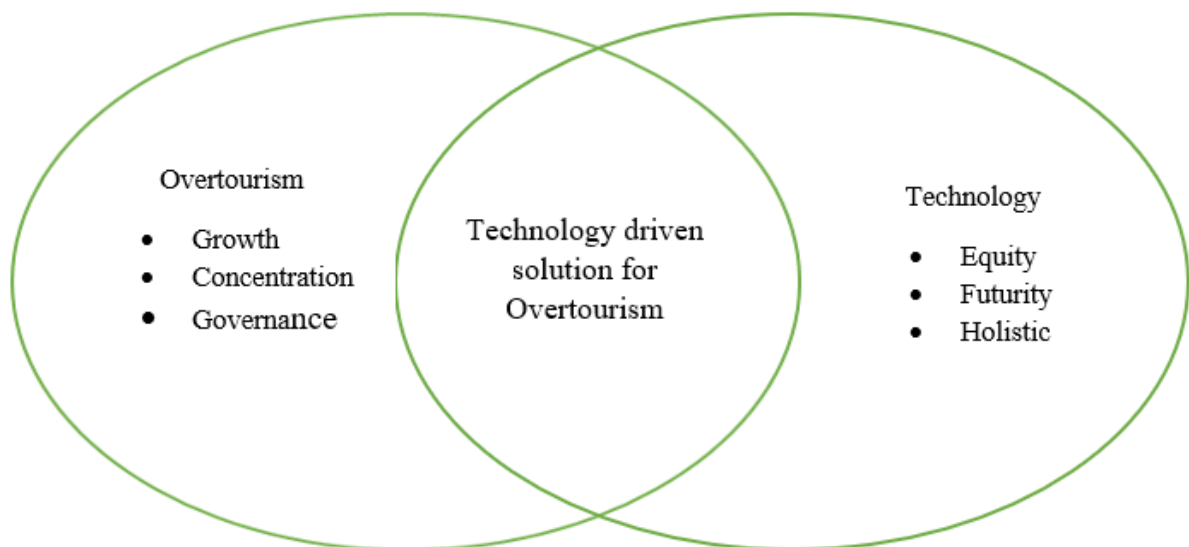 Overtourism
• Growth
• Concentration
• Governance
Technology driven
solution for
Overtourism
Technology
• Equity
• Futurity
• Holistic